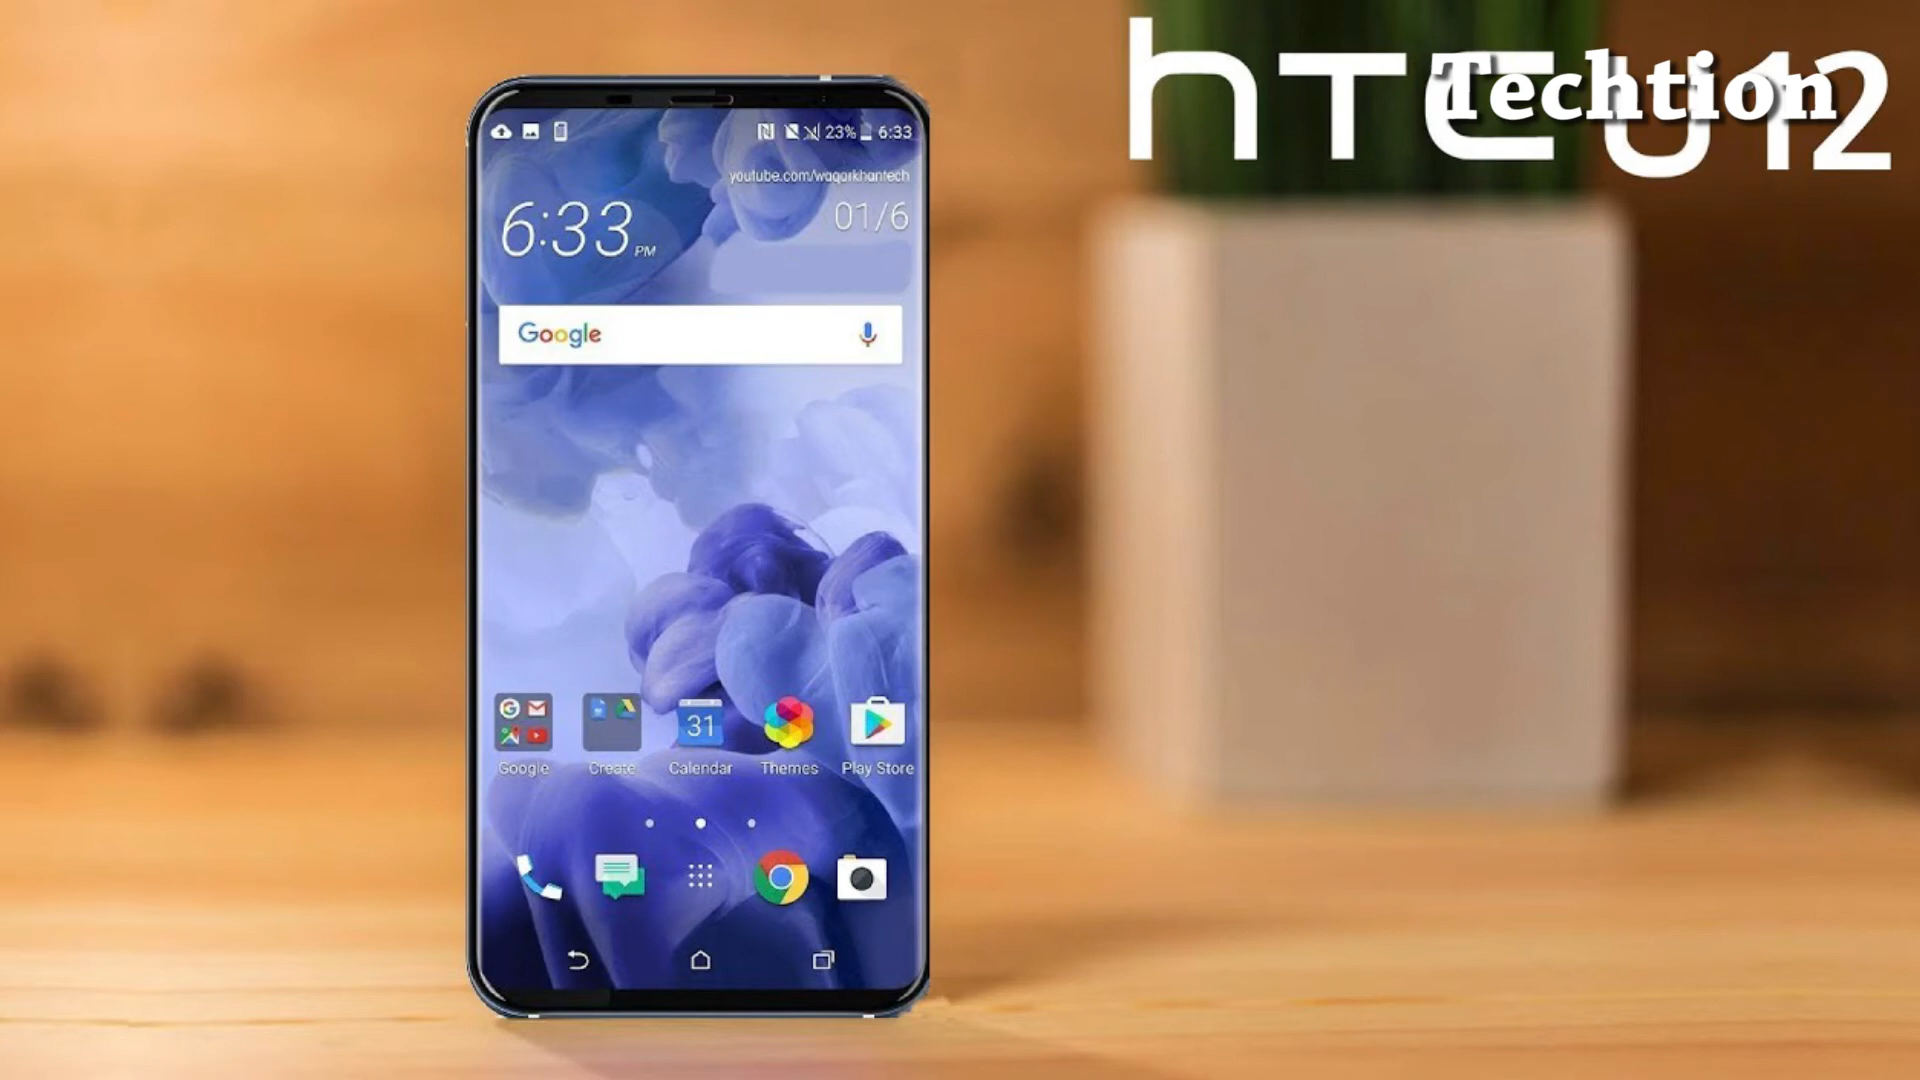 hTC U12
Techtion
23% 6:33
youtube.com/waqarkhantech
6:33 PM
01/6
Google
31
Google Create Calendar Themes Play Store